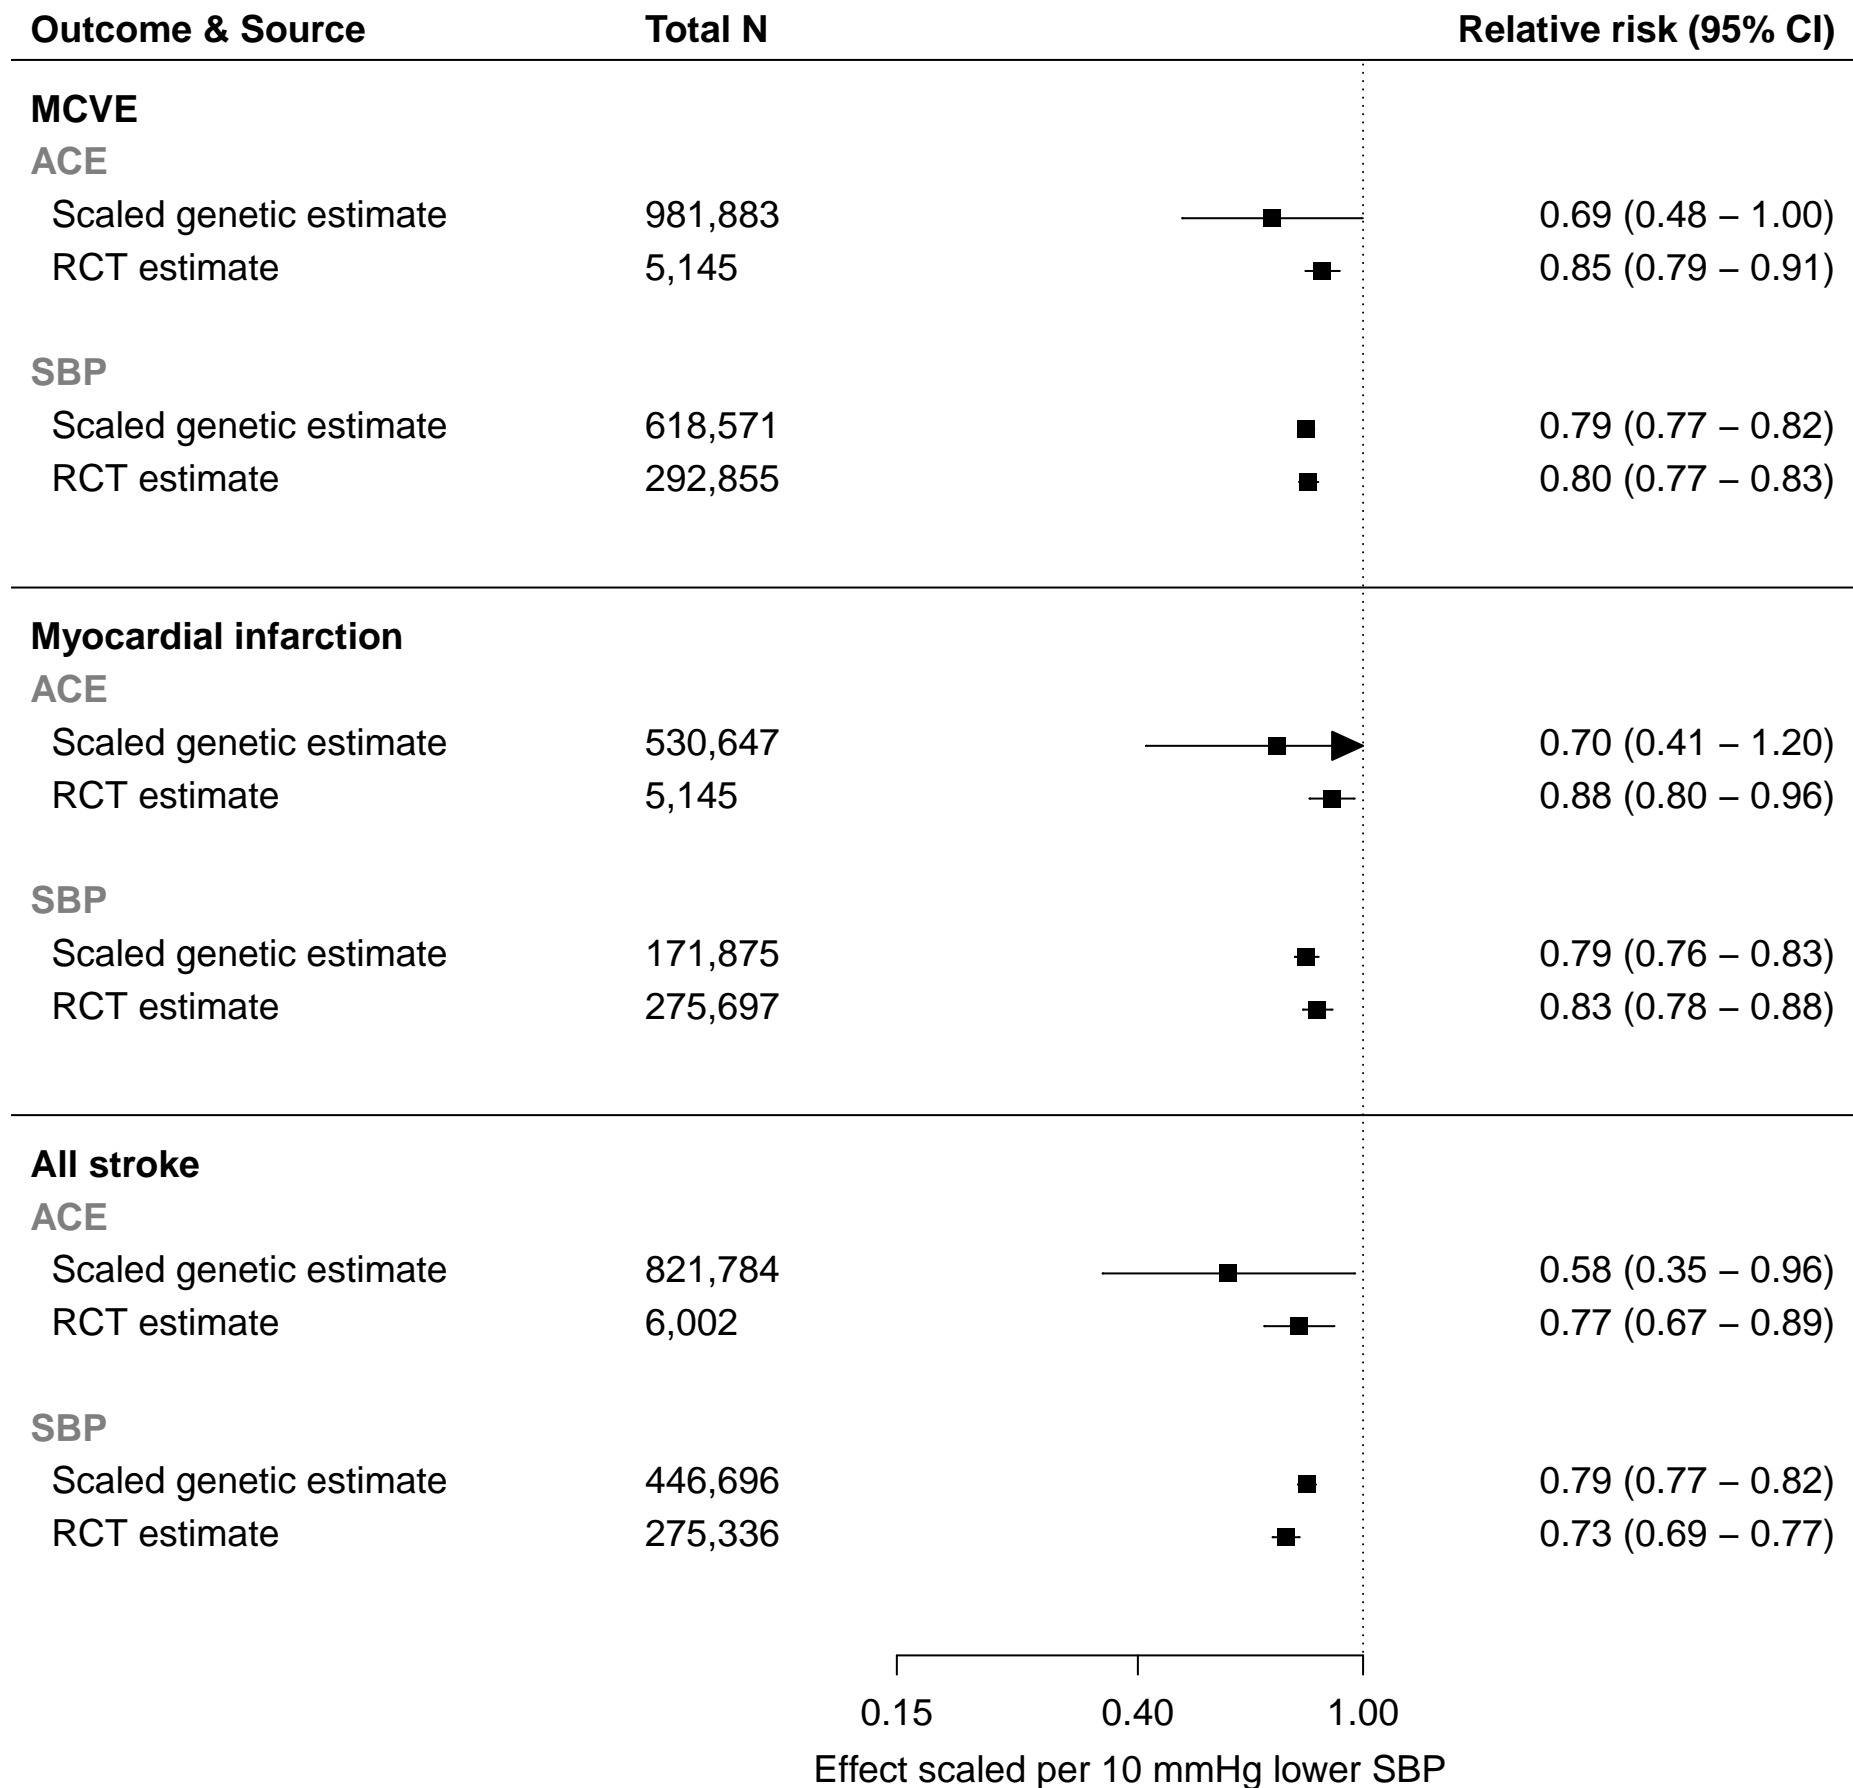 Outcome & Source Total N Relative risk (95% CI)
MCVE
ACE
Scaled genetic estimate 981,883 0.69 (0.48 – 1.00)
RCT estimate 5,145 0.85 (0.79 – 0.91)
SBP
Scaled genetic estimate 618,571 0.79 (0.77 – 0.82)
RCT estimate 292,855 0.80 (0.77 – 0.83)
Myocardial infarction
ACE
Scaled genetic estimate 530,647 0.70 (0.41 – 1.20)
RCT estimate 5,145 0.88 (0.80 – 0.96)
SBP
Scaled genetic estimate 171,875 0.79 (0.76 – 0.83)
RCT estimate 275,697 0.83 (0.78 – 0.88)
All stroke
ACE
Scaled genetic estimate 821,784 0.58 (0.35 – 0.96)
RCT estimate 6,002 0.77 (0.67 – 0.89)
SBP
Scaled genetic estimate 446,696 0.79 (0.77 – 0.82)
RCT estimate 275,336 0.73 (0.69 – 0.77)
0.15 0.40 1.00
Effect scaled per 10 mmHg lower SBP